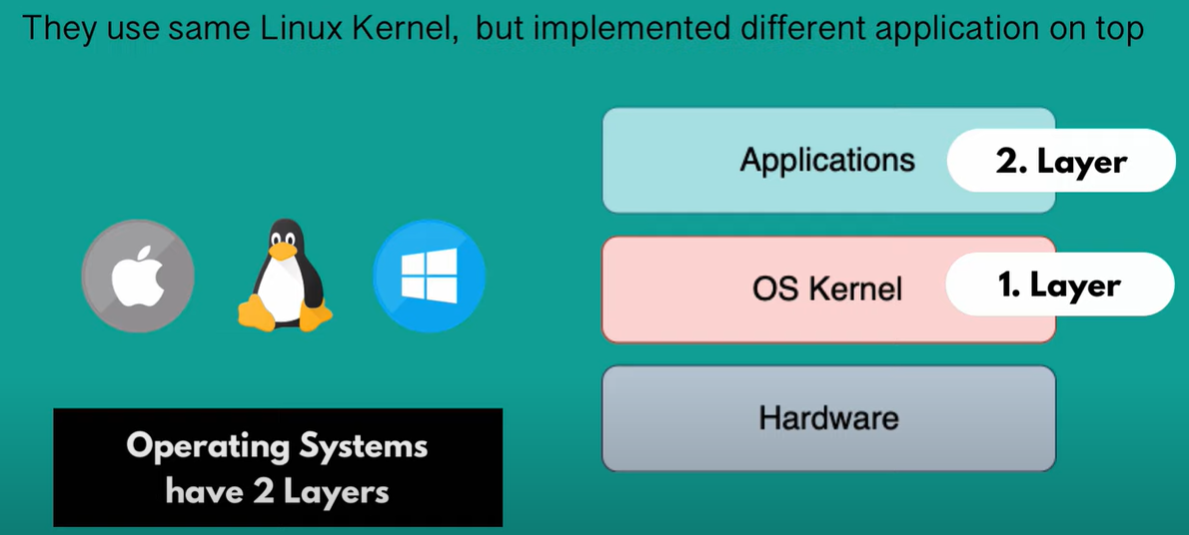 They use same Linux Kernel, but implemented different application on top
Applications
2. Layer
OS Kernel
1. Layer
Hardware
Operating Systems
have 2 Layers